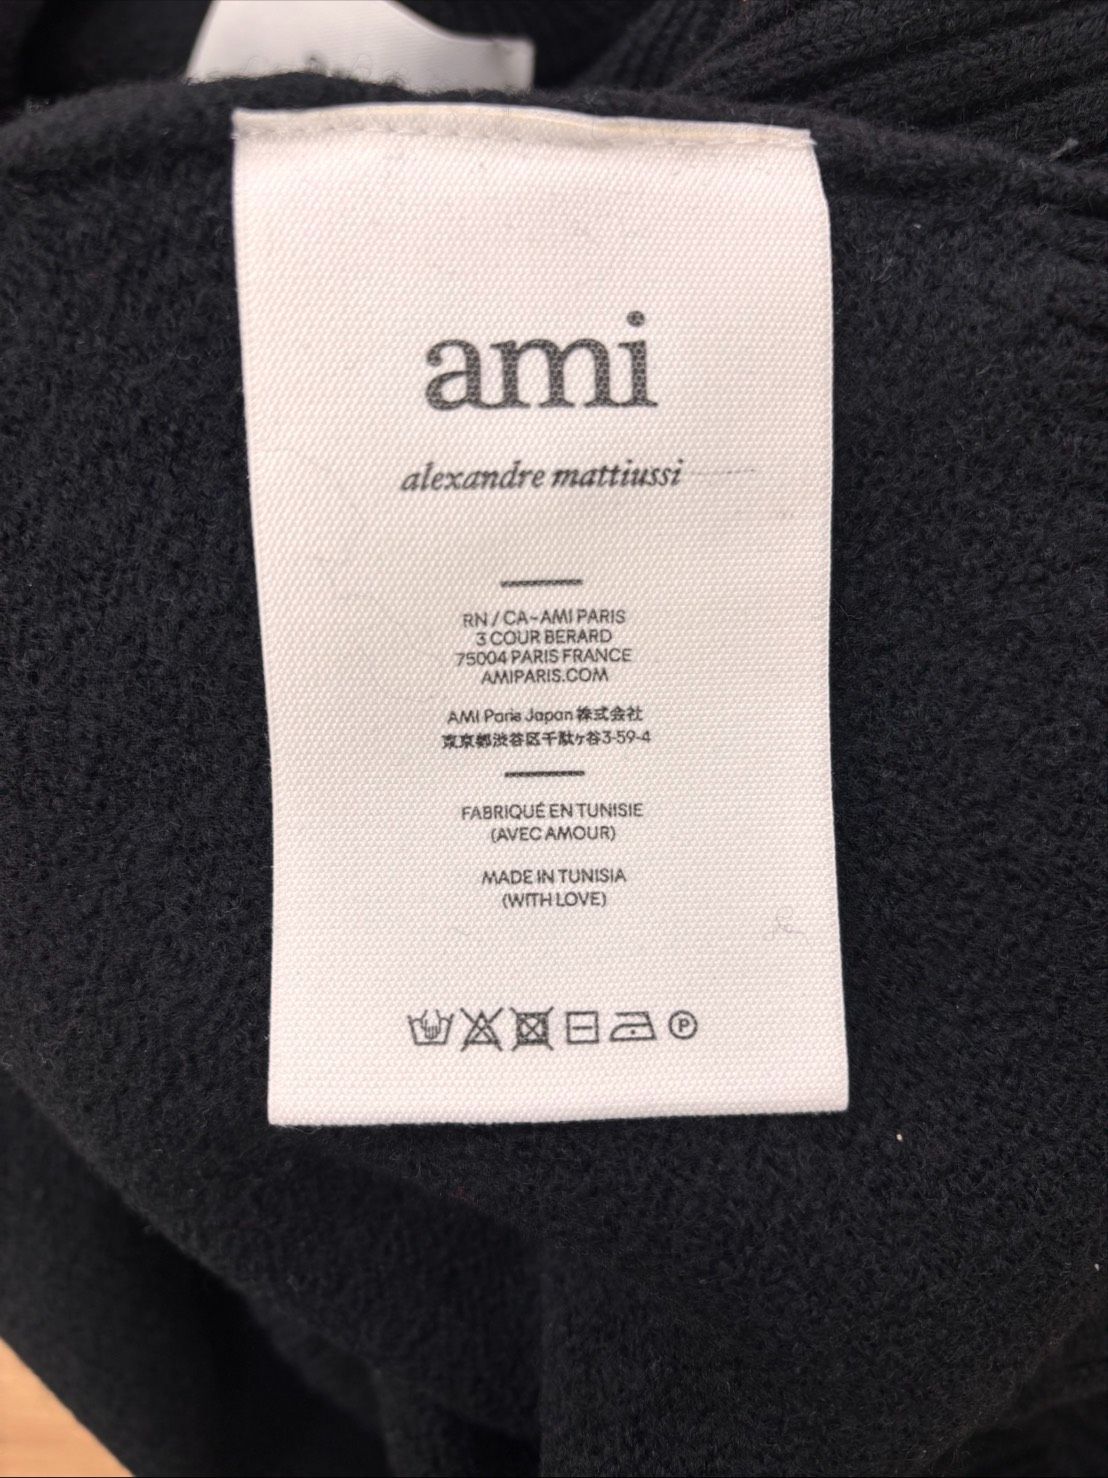 ami
alexandre mattiussi
RN / CA-AMI PARIS
3 COUR BERARD
75004 PARIS FRANCE
AMIPARIS.COM
AMI Paris Japan 株式会社
東京都渋谷区千駄ヶ谷3-59-4
FABRIQUÉ EN TUNISIE
(AVEC AMOUR)
MADE IN TUNISIA
(WITH LOVE)
P